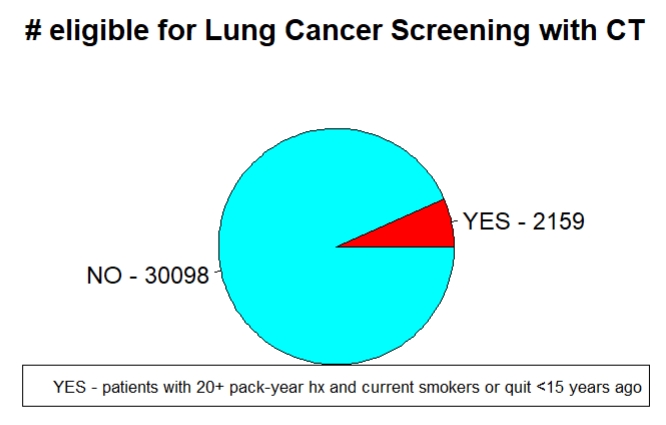 # eligible for Lung Cancer Screening with CT
YES - 2159
NO - 30098
YES - patients with 20+ pack-year hx and current smokers or quit <15 years ago